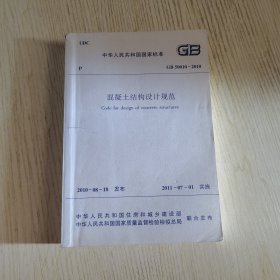 UDC
中华人民共和国国家标准
GB
P
GB 50010-2010
混凝土结构设计规范
Code for design of concrete structures
2010-08-18 发布
2011-07-01 实施
中华人民共和国住房和城乡建设部
中华人民共和国国家质量监督检验检疫总局
联合发布